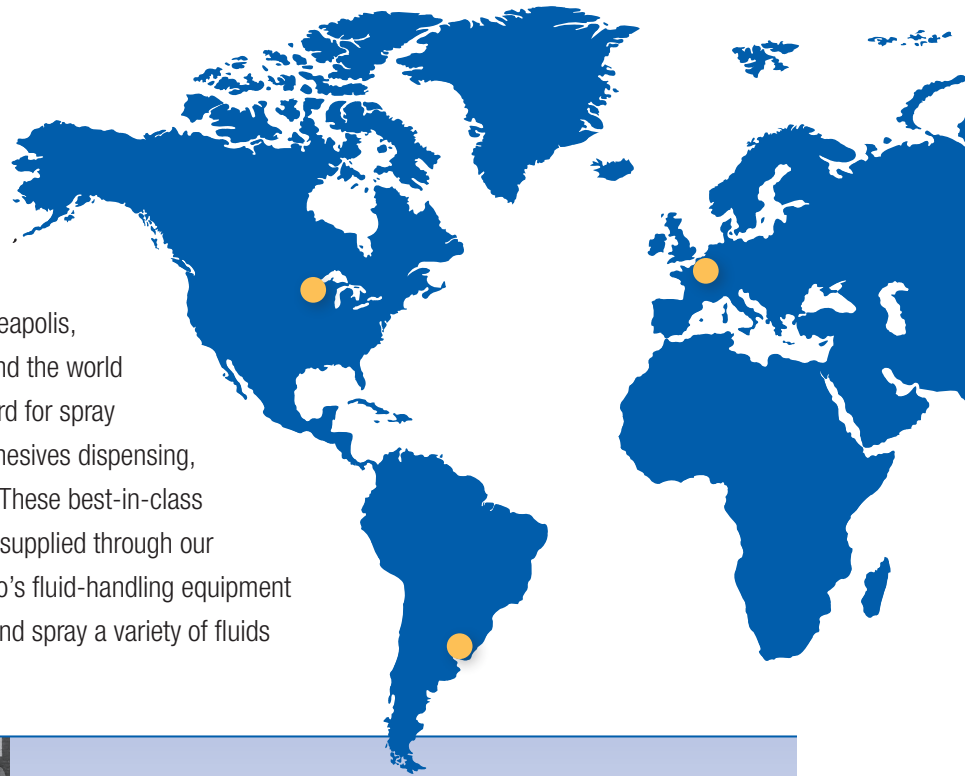 eapolis,
nd the world
rd for spray
hesives dispensing,
These best-in-class
supplied through our
o's fluid-handling equipment
nd spray a variety of fluids